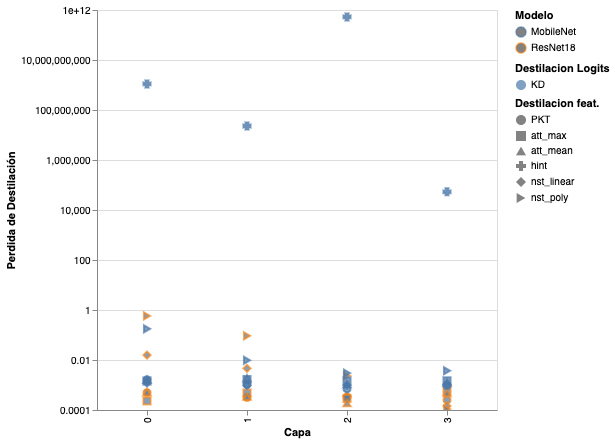 1e+12
10,000,000,000
100,000,000
1,000,000
10,000
100
1
0.01
0.0001
Perdida de Destilación
0
1
2
3
Capa
Modelo
MobileNet
ResNet18
Destilacion Logits
KD
Destilacion feat.
PKT
att_max
att_mean
hint
nst_linear
nst_poly